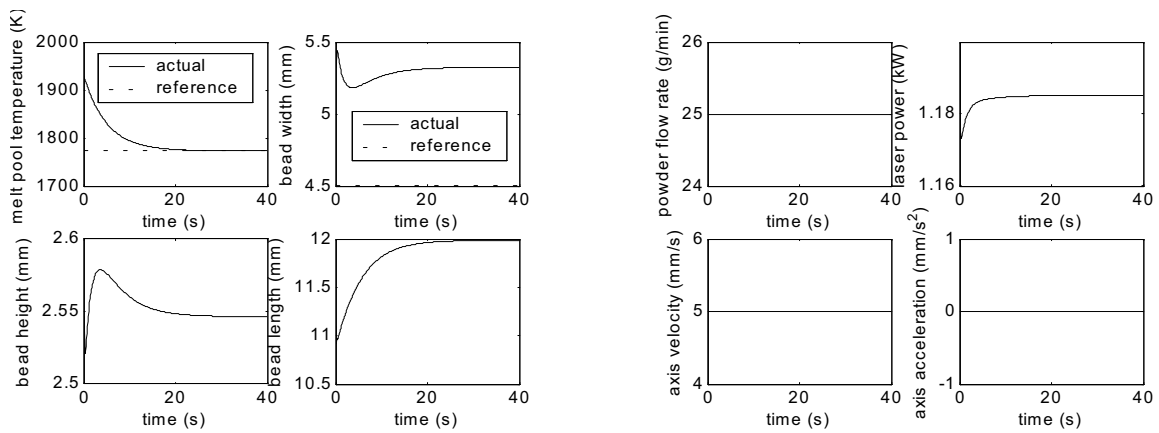 melt pool temperature (K)
2000
1900
1800
1700
actual
reference
0
20
40
time (s)
bead width (mm)
5.5
5
4.5
actual
reference
0
20
40
time (s)
powder flow rate (g/min)
26
25
24
0
20
40
time (s)
laser power (kW)
1.18
1.16
0
20
40
time (s)
bead height (mm)
2.6
2.55
2.5
0
20
40
time (s)
bead length (mm)
12
11.5
11
10.5
0
20
40
time (s)
axis velocity (mm/s)
6
5
4
0
20
40
time (s)
axis acceleration (mm/s²)
1
0
-1
0
20
40
time (s)